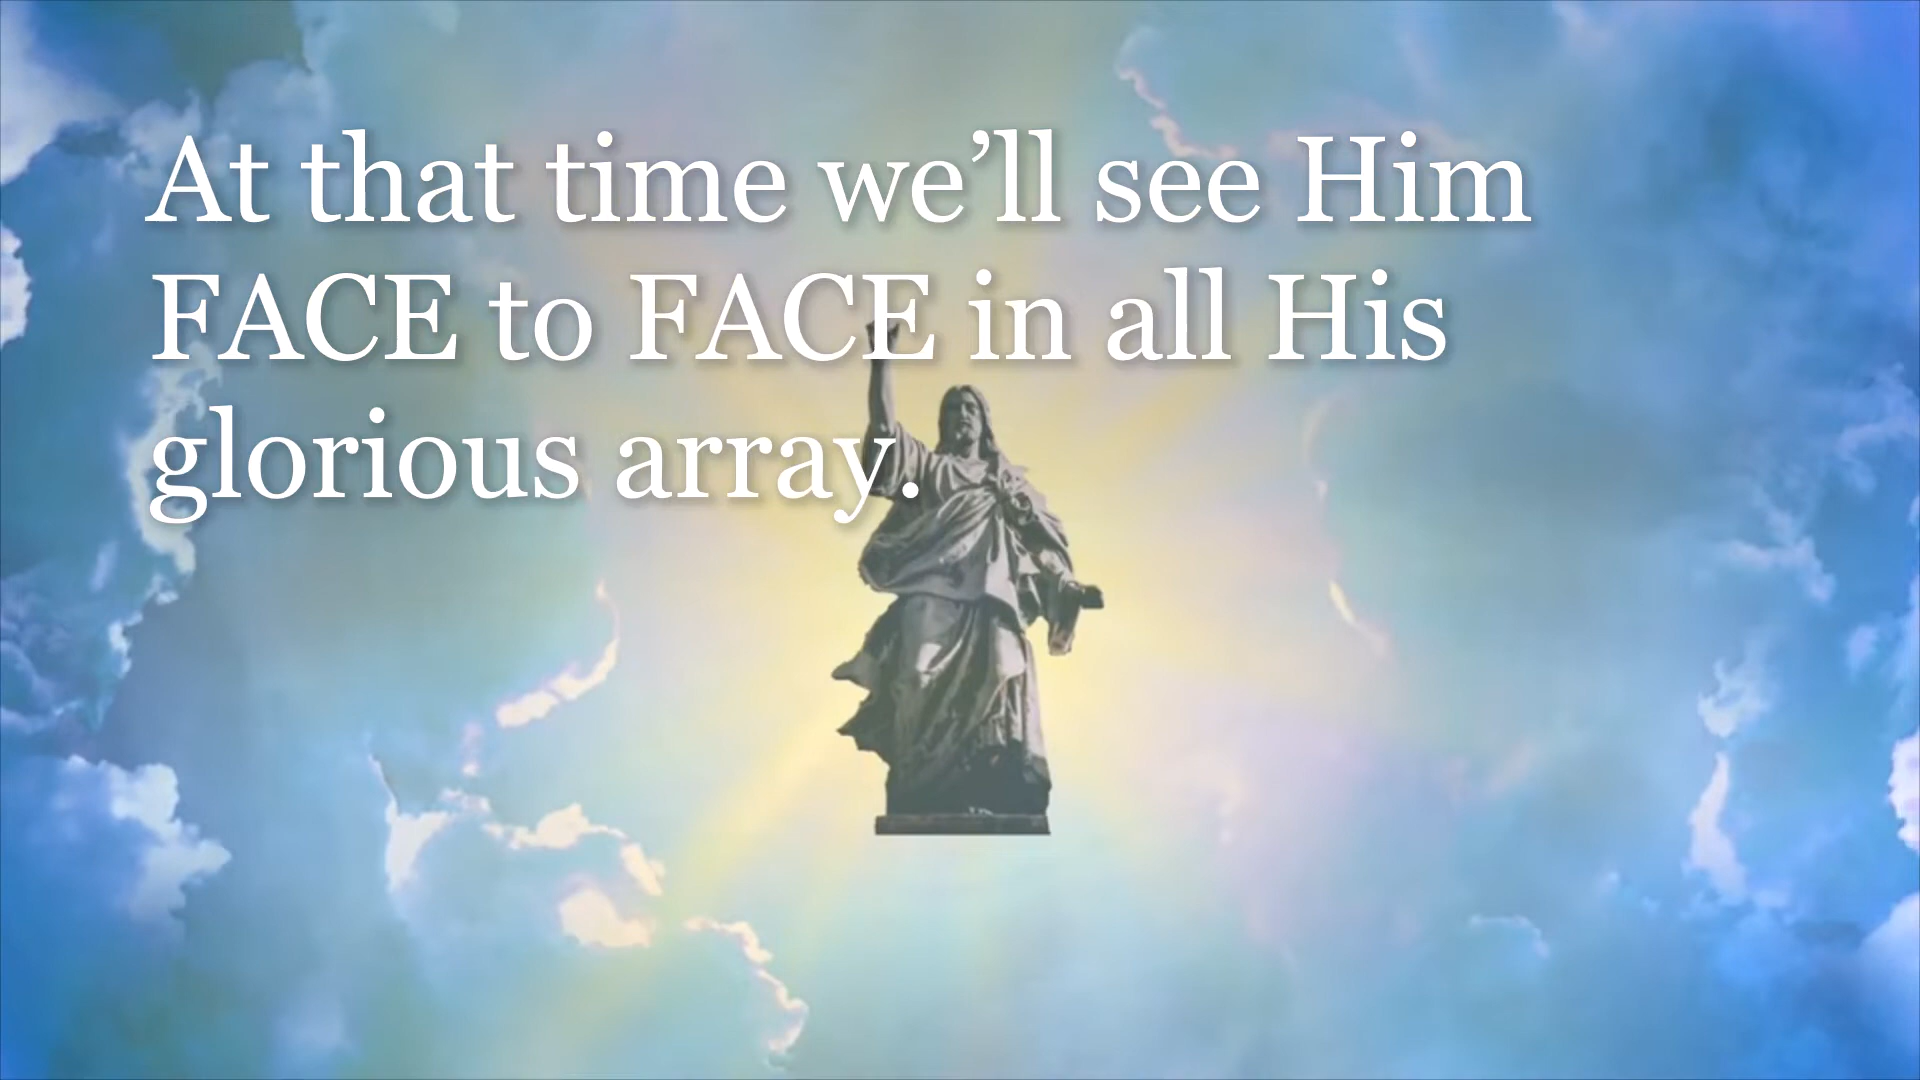 At that time we’ll see Him
FACE to FACE in all His
glorious array.